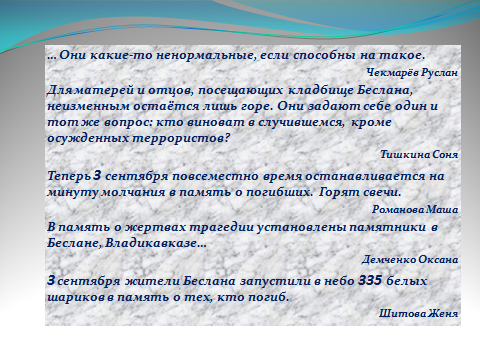 ... Они какие-то ненормальные, если способны на такое.
Чекмарёв Руслан
Для матерей и отцов, посещающих кладбище Беслана,
неизменным остаётся лишь горе. Они задают себе один и
тот же вопрос: кто виноват в случившемся, кроме
осужденных террористов?
Тишкина Соня
Теперь 3 сентября повсеместно время останавливается на
минуту молчания в память о погибших. Горят свечи.
Романова Маша
В память о жертвах трагедии установлены памятники в
Беслане, Владикавказе...
Демченко Оксана
3 сентября жители Беслана запустили в небо 335 белых
шариков в память о тех, кто погиб.
Шитова Женя